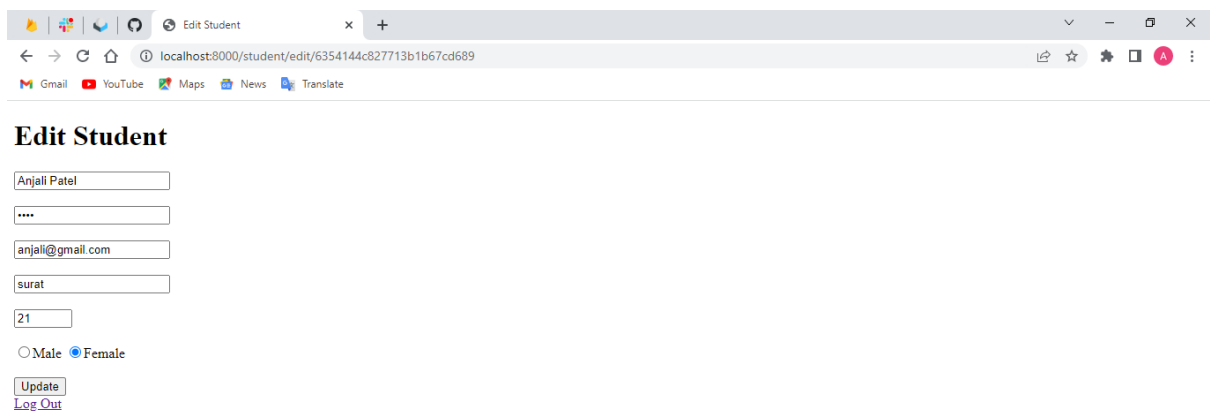 Edit Student
localhost:8000/student/edit/6354144c827713b1b67cd689
A
Gmail YouTube Maps News Translate
Edit Student
Anjali Patel
••••
anjali@gmail.com
surat
21
Male Female
Update
Log Out